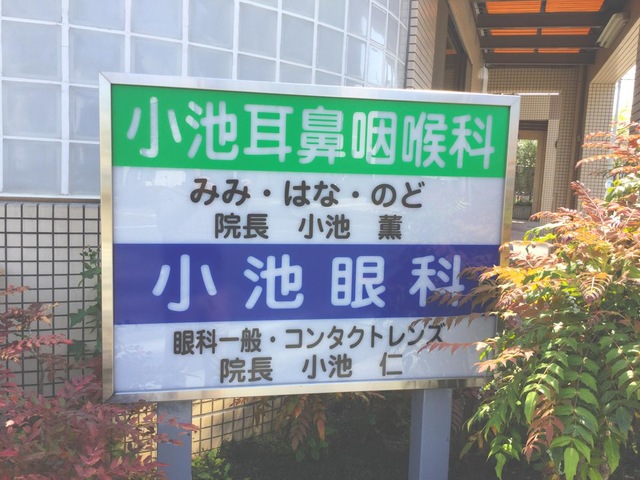 小池耳鼻咽喉科
みみ・はな・のど
院長 小池 薫
小池眼科
眼科一般・コンタクトレンズ
院長 小池 仁